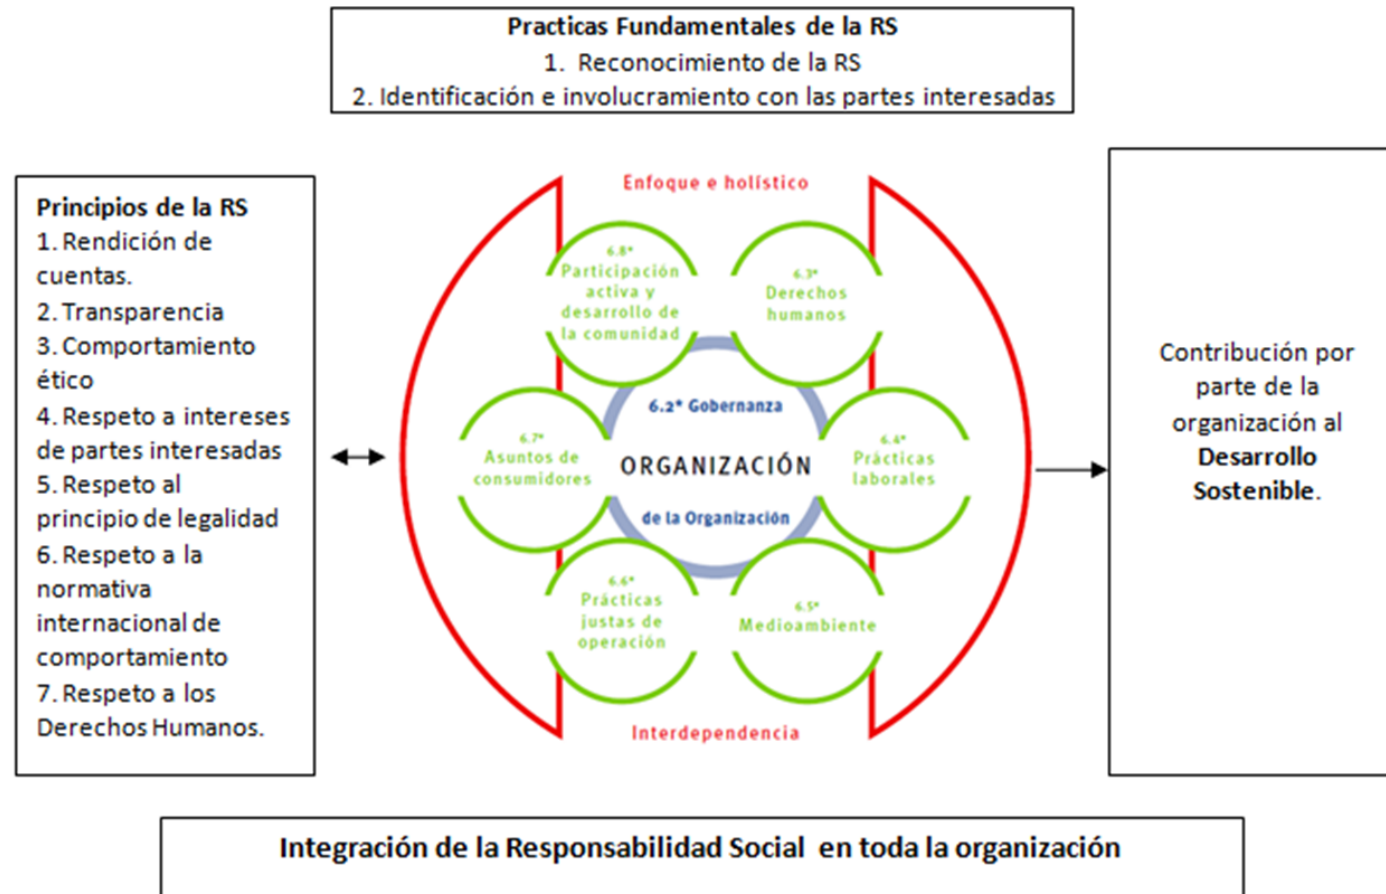 Practicas Fundamentales de la RS
1. Reconocimiento de la RS
2. Identificación e involucramiento con las partes interesadas
Principios de la RS
1. Rendición de
cuentas.
2. Transparencia
3. Comportamiento
ético
4. Respeto a intereses
de partes interesadas
5. Respeto al
principio de legalidad
6. Respeto a la
normativa
internacional de
comportamiento
7. Respeto a los
Derechos Humanos.
Enfoque e holístico
6.8*
Participación
activa y
desarrollo de
la comunidad
6.3*
Derechos
humanos
6.2* Gobernanza
6.7*
Asuntos de
consumidores
ORGANIZACIÓN
6.4*
Prácticas
laborales
de la Organización
6.6*
Prácticas
justas de
operación
6.5*
Medioambiente
Interdependencia
Contribución por
parte de la
organización al
Desarrollo
Sostenible.
Integración de la Responsabilidad Social en toda la organización